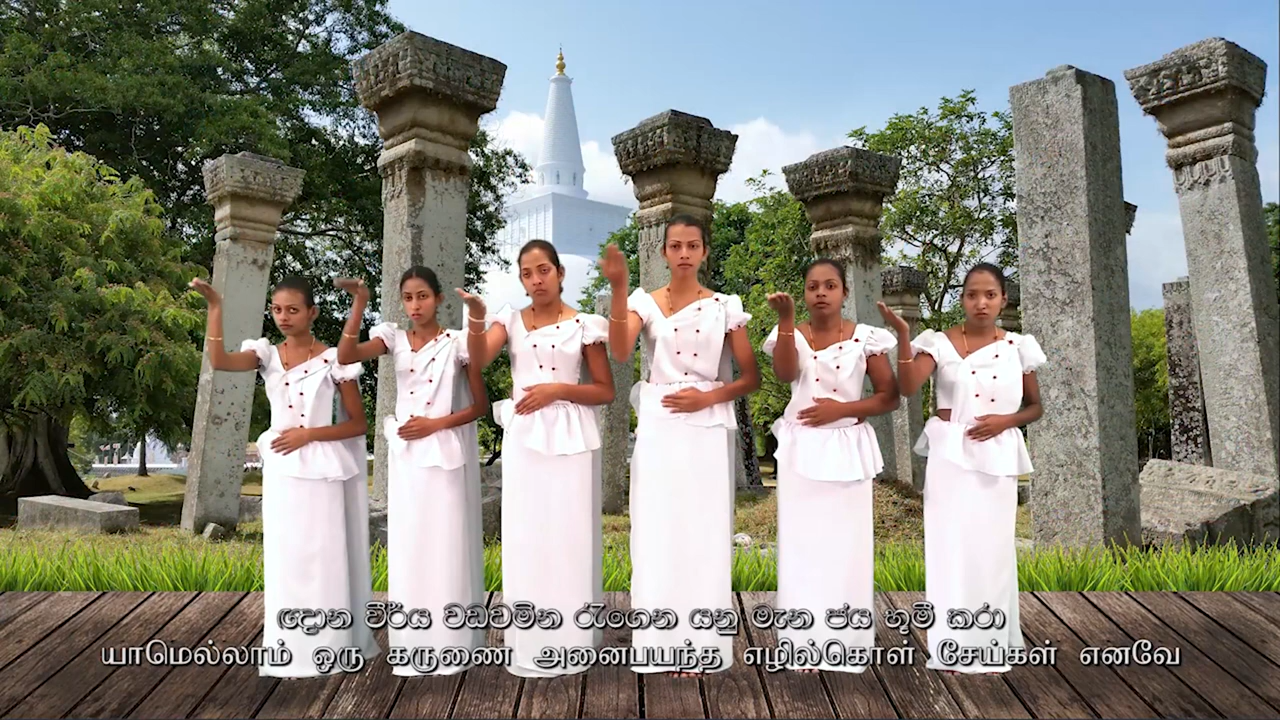 ඥාන වීර්ය වඩවමින රැගෙන යනු මැන ජය භූමි කරා
யாமெல்லாம் ஒரு கருணை அனைபயந்த எழில்கொள் சேய்கள் எனவே